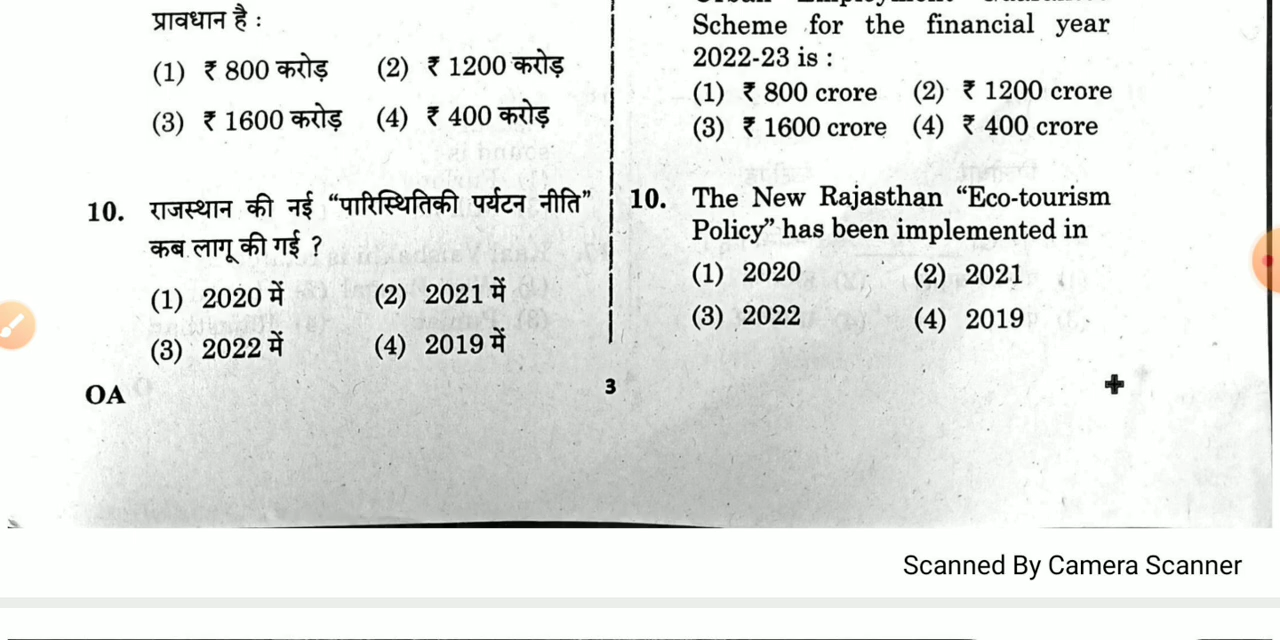 प्रावधान है :
(1) ₹ 800 करोड़ (2) ₹ 1200 करोड़
(3) ₹ 1600 करोड़ (4) ₹ 400 करोड़
10. राजस्थान की नई “पारिस्थितिकी पर्यटन नीति”
कब लागू की गई ?
(1) 2020 में (2) 2021 में
(3) 2022 में (4) 2019 में
OA
Scheme for the financial year
2022-23 is :
(1) ₹ 800 crore (2) ₹ 1200 crore
(3) ₹ 1600 crore (4) ₹ 400 crore
10. The New Rajasthan “Eco-tourism
Policy” has been implemented in
(1) 2020 (2) 2021
(3) 2022 (4) 2019
3
Scanned By Camera Scanner